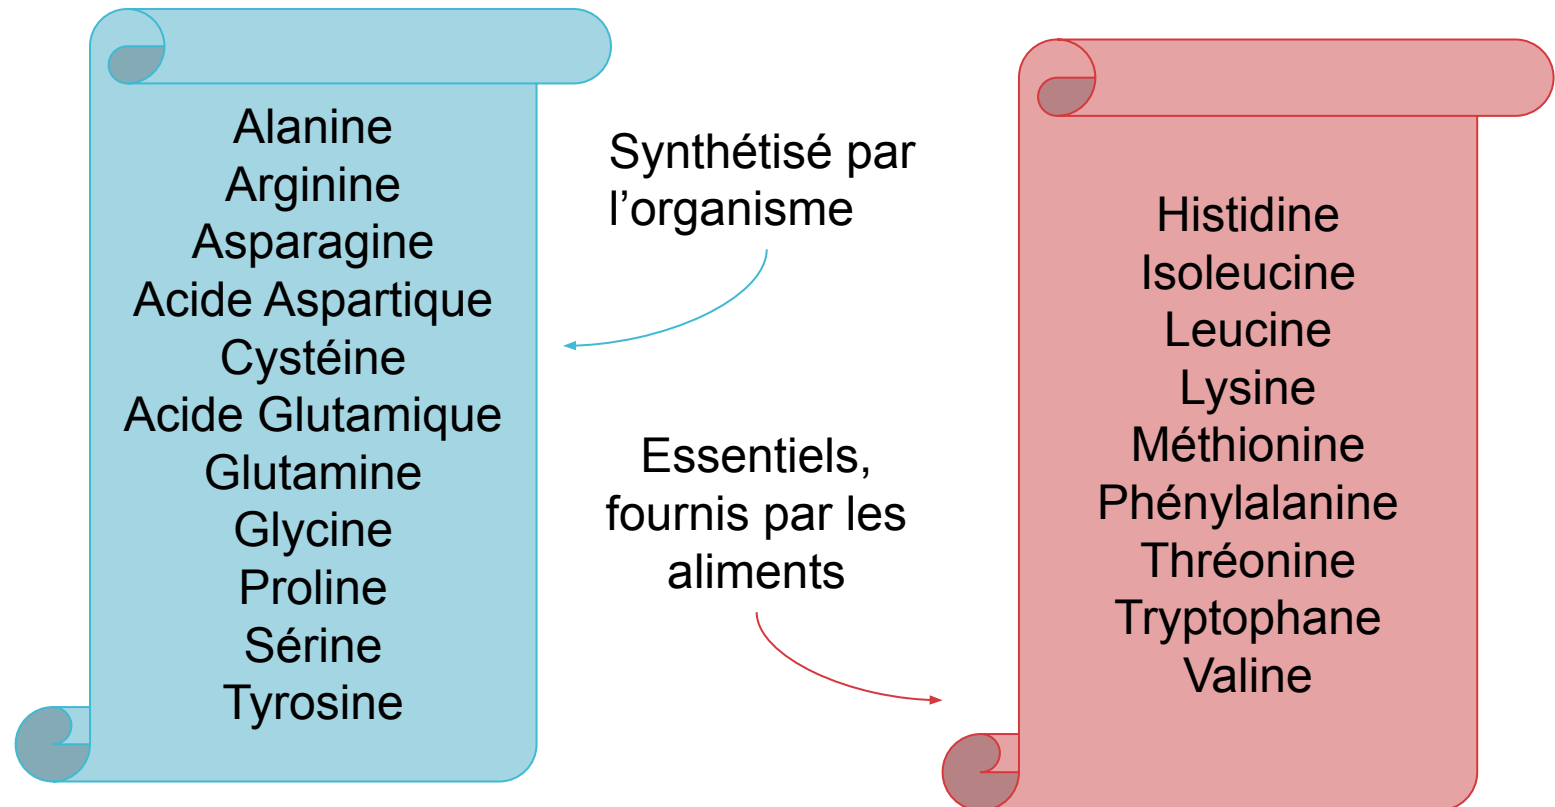 Alanine
Arginine
Asparagine
Acide Aspartique
Cystéine
Acide Glutamique
Glutamine
Glycine
Proline
Sérine
Tyrosine
Synthétisé par
l’organisme
Essentiels,
fournis par les
aliments
Histidine
Isoleucine
Leucine
Lysine
Méthionine
Phénylalanine
Thréonine
Tryptophane
Valine